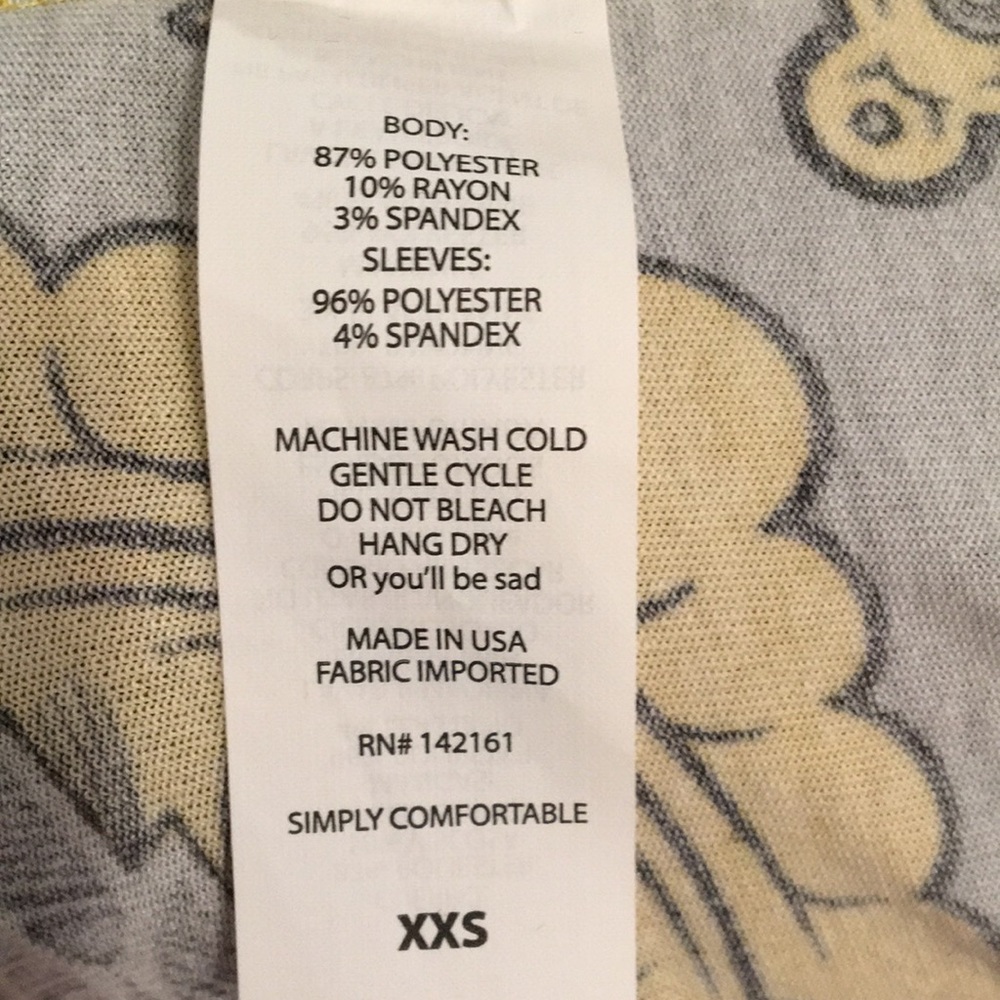 BODY:
87% POLYESTER
10% RAYON
3% SPANDEX
SLEEVES:
96% POLYESTER
4% SPANDEX
MACHINE WASH COLD
GENTLE CYCLE
DO NOT BLEACH
HANG DRY
OR you'll be sad
MADE IN USA
FABRIC IMPORTED
RN# 142161
SIMPLY COMFORTABLE
XXS